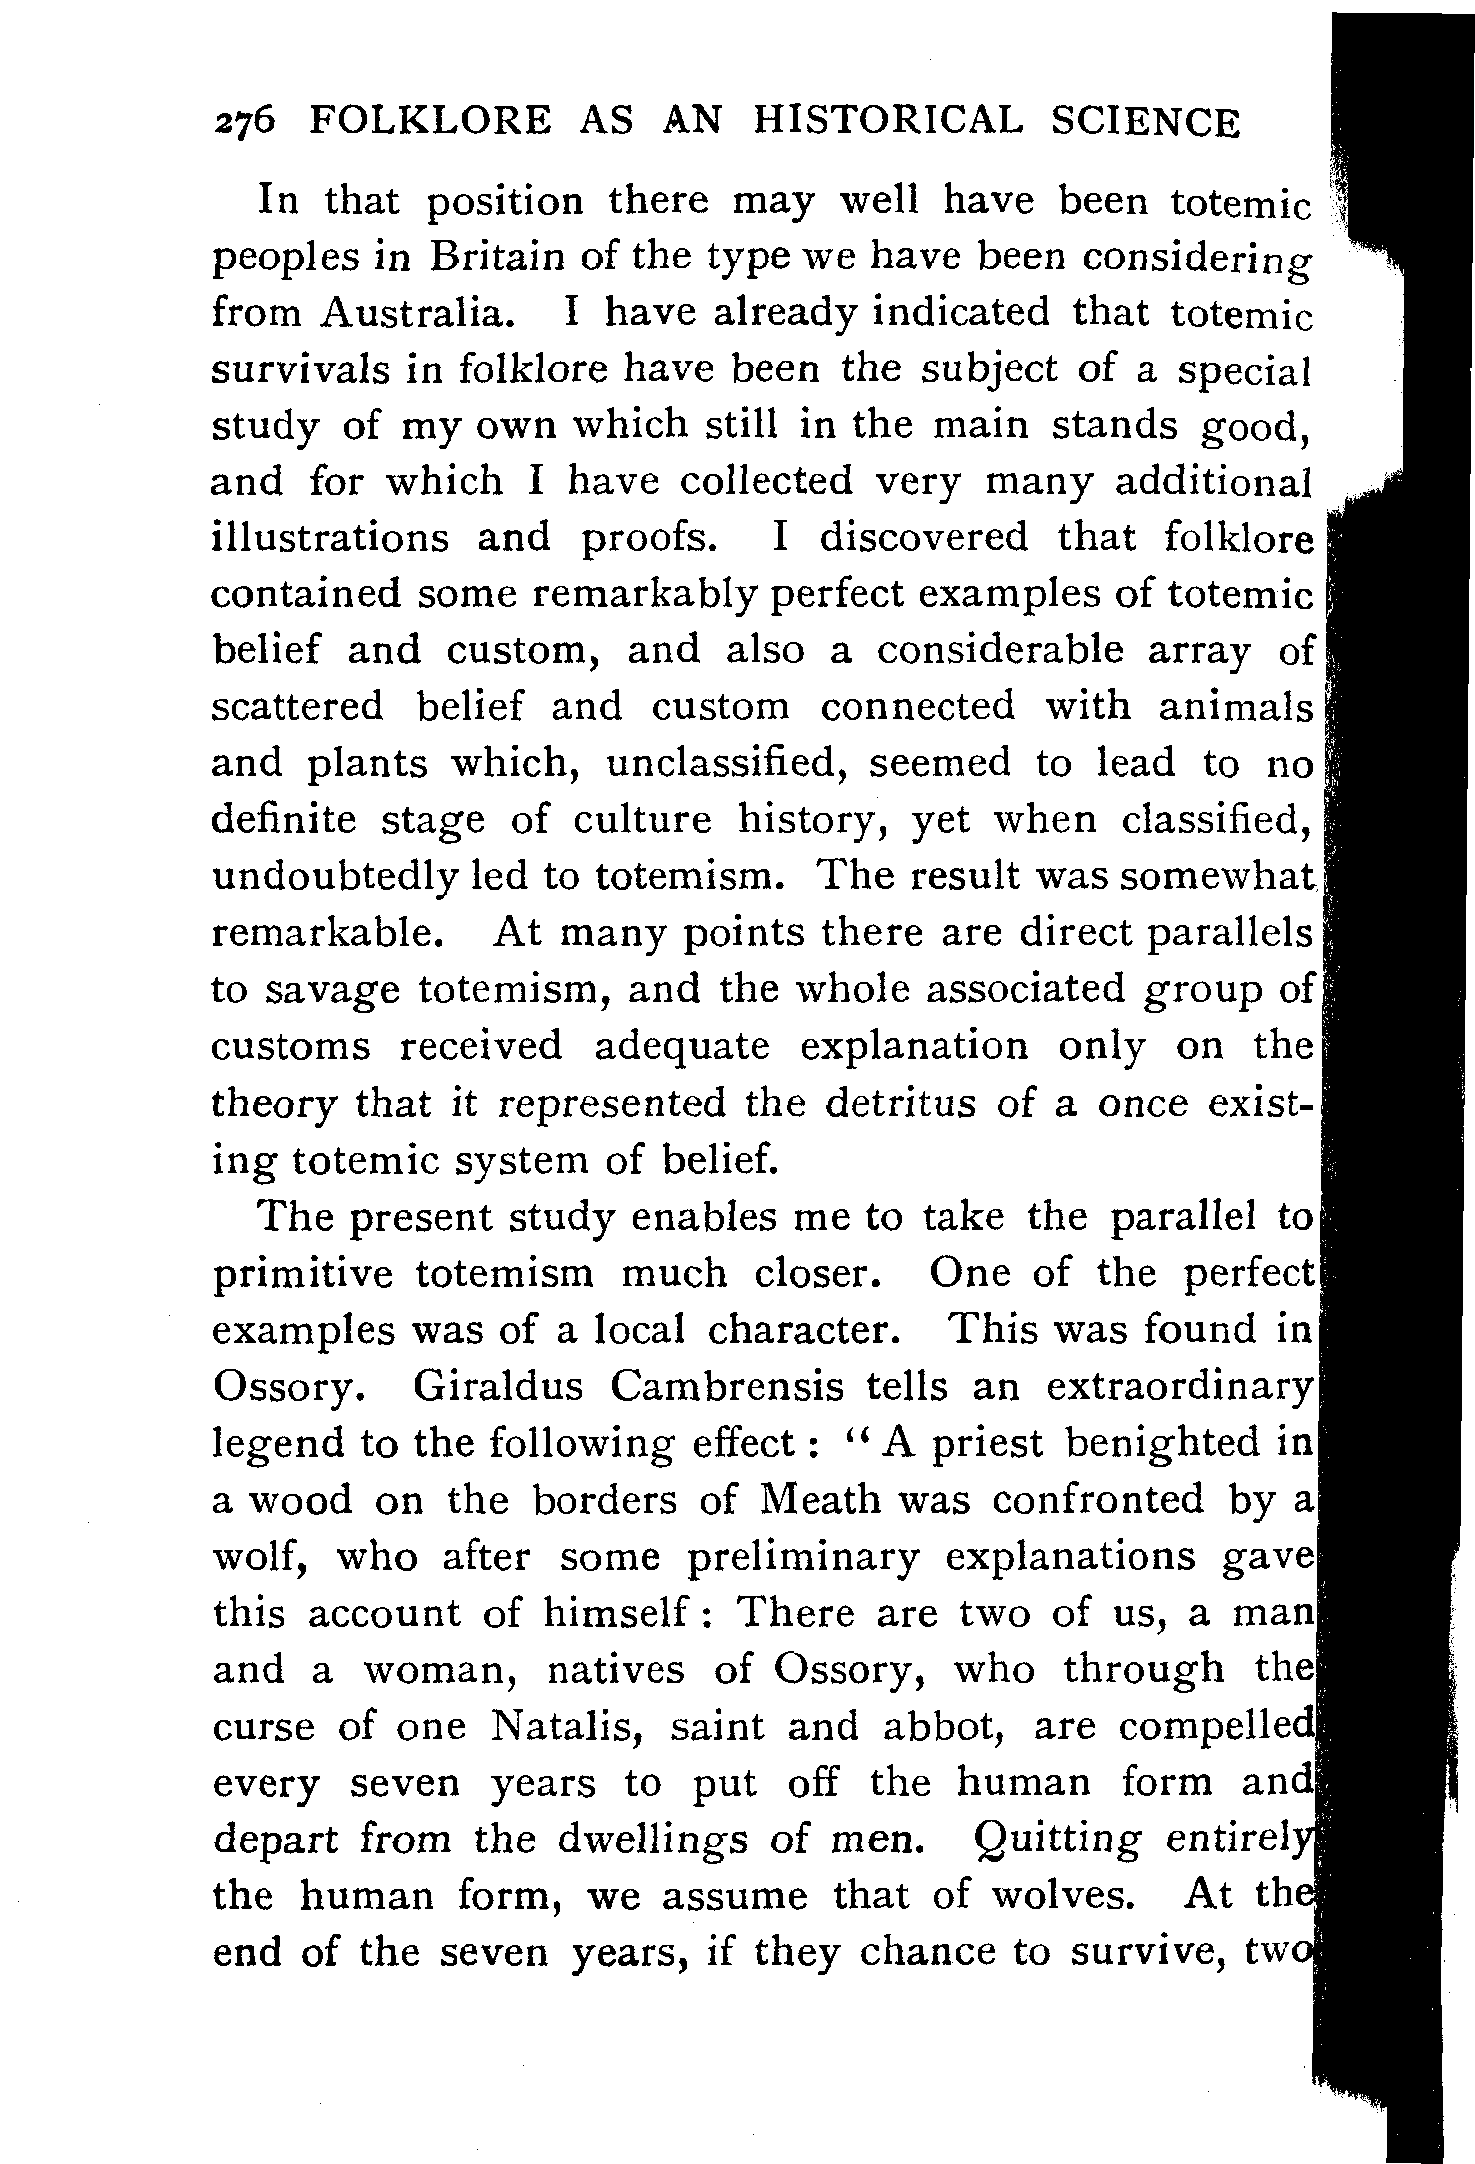 276 FOLKLORE AS AN HISTORICAL SCIENCE
In that position there may well have been totemic
peoples in Britain of the type we have been considering
from Australia. I have already indicated that totemic
survivals in folklore have been the subject of a special
study of my own which still in the main stands good,
and for which I have collected very many additional
illustrations and proofs. I discovered that folklore
contained some remarkably perfect examples of totemic
belief and custom, and also a considerable array of
scattered belief and custom connected with animals
and plants which, unclassified, seemed to lead to no
definite stage of culture history, yet when classified,
undoubtedly led to totemism. The result was somewhat
remarkable. At many points there are direct parallels
to savage totemism, and the whole associated group of
customs received adequate explanation only on the
theory that it represented the detritus of a once exist-
ing totemic system of belief.
The present study enables me to take the parallel to
primitive totemism much closer. One of the perfect
examples was of a local character. This was found in
Ossory. Giraldus Cambrensis tells an extraordinary
legend to the following effect : “ A priest benighted in
a wood on the borders of Meath was confronted by a
wolf, who after some preliminary explanations gave
this account of himself : There are two of us, a man
and a woman, natives of Ossory, who through the
curse of one Natalis, saint and abbot, are compelled
every seven years to put off the human form and
depart from the dwellings of men. Quitting entirely
the human form, we assume that of wolves. At the
end of the seven years, if they chance to survive, two